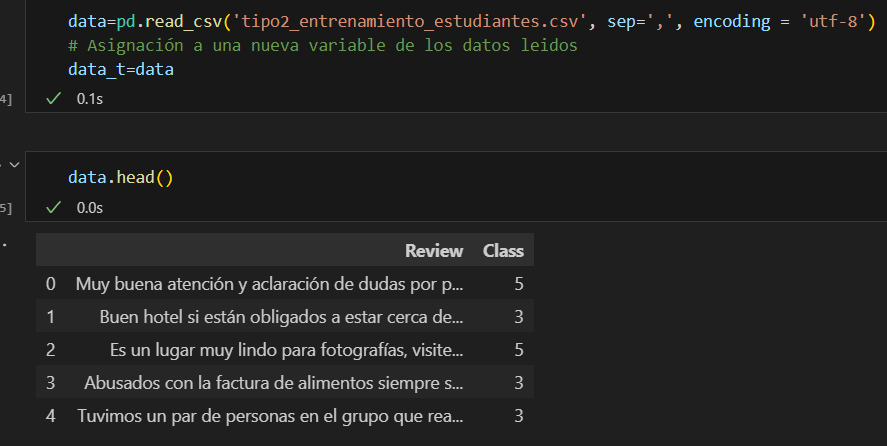 data=pd.read_csv('tipo2_entrenamiento_estudiantes.csv', sep=',', encoding = 'utf-8')
# Asignación a una nueva variable de los datos leidos
data_t=data
4] 0.1s
data.head()
5] 0.0s
Review Class
0 Muy buena atención y aclaración de dudas por p... 5
1 Buen hotel si están obligados a estar cerca de... 3
2 Es un lugar muy lindo para fotografías, visite... 5
3 Abusados con la factura de alimentos siempre s... 3
4 Tuvimos un par de personas en el grupo que rea... 3